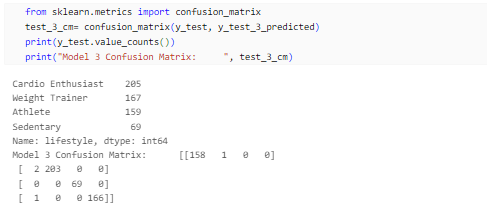 from sklearn.metrics import confusion_matrix
test_3_cm= confusion_matrix(y_test, y_test_3_predicted)
print(y_test.value_counts())
print("Model 3 Confusion Matrix:     ", test_3_cm)
Cardio Enthusiast    205
Weight Trainer       167
Athlete              159
Sedentary             69
Name: lifestyle, dtype: int64
Model 3 Confusion Matrix:      [[158   1   0   0]
 [  2 203   0   0]
 [  0   0  69   0]
 [  1   0   0 166]]